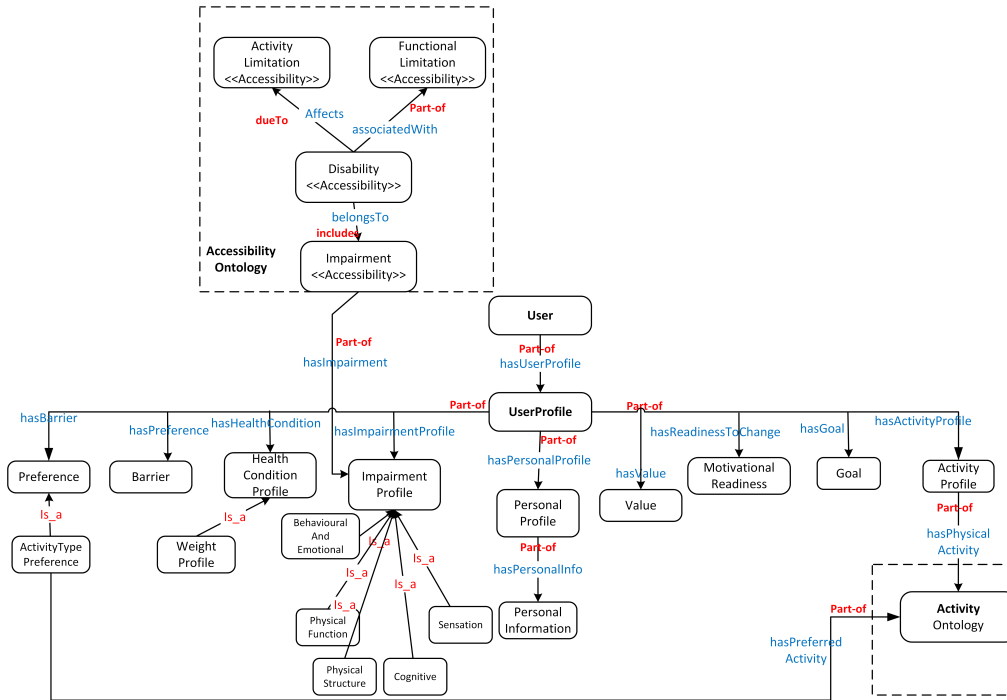 Activity
Limitation
<<Accessibility>>
Functional
Limitation
<<Accessibility>>
dueTo
Affects
Part-of
associatedWith
Disability
<<Accessibility>>
belongsTo
includes
Accessibility
Ontology
Impairment
<<Accessibility>>
User
Part-of
hasImpairment
Part-of
hasUserProfile
hasBarrier
hasPreference
hasHealthCondition
hasImpairmentProfile
Part-of
UserProfile
Part-of
Part-of
hasPersonalProfile
hasValue
hasReadinessToChange
hasGoal
hasActivityProfile
Preference
Barrier
Health
Condition
Profile
Impairment
Profile
Personal
Profile
Value
Motivational
Readiness
Goal
Activity
Profile
Is_a
Is_a
Part-of
ActivityType
Preference
Weight
Profile
Behavioural
And
Emotional
Is_a
Is_a
Is_a
Is_a
Is_a
Part-of
hasPersonalInfo
hasPhysical
Activity
Physical
Function
Sensation
Personal
Information
Physical
Structure
Cognitive
Part-of
hasPreferred
Activity
Activity
Ontology